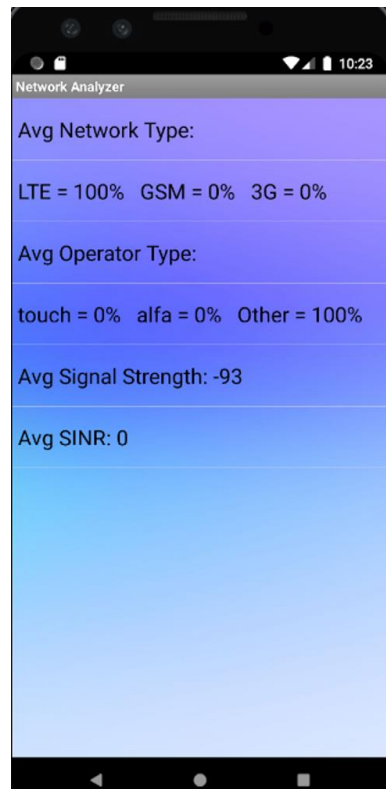 10:23
Network Analyzer
Avg Network Type:
LTE = 100% GSM = 0% 3G = 0%
Avg Operator Type:
touch = 0% alfa = 0% Other = 100%
Avg Signal Strength: -93
Avg SINR: 0